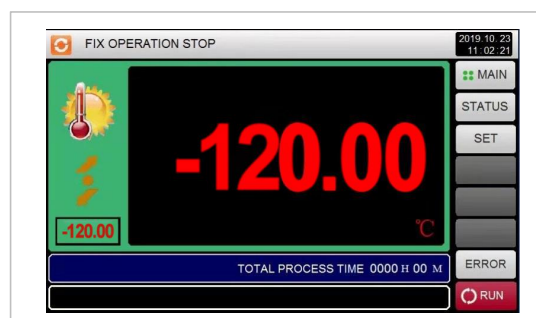 FIX OPERATION STOP
2019.10.23
11:02:21
MAIN
STATUS
SET
-120.00
℃
-120.00
TOTAL PROCESS TIME 0000 H 00 M
ERROR
RUN